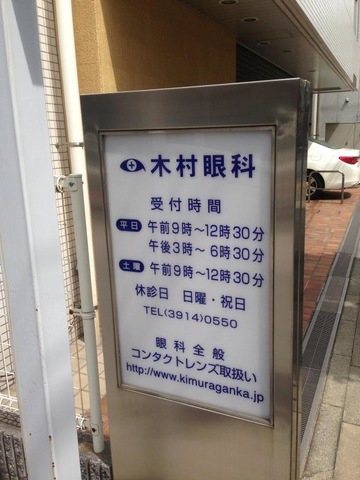 木村眼科
受付時間
平日 午前9時〜12時30分
午後3時〜 6時30分
土曜 午前9時〜12時30分
休診日 日曜・祝日
TEL(3914)0550
眼科全般
コンタクトレンズ取扱い
http://www.kimuraganka.jp